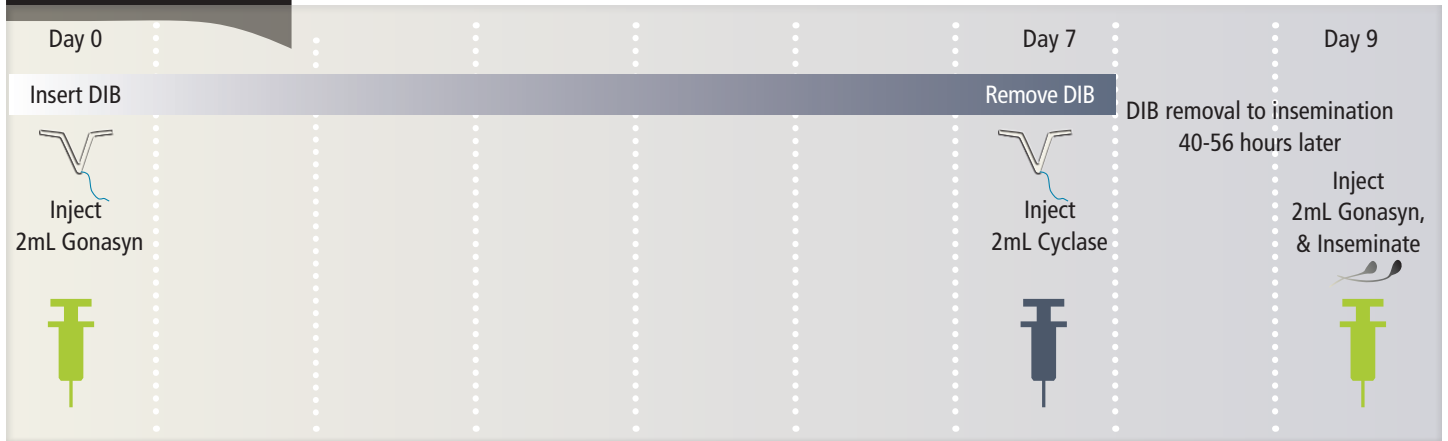 Day 0
Day 7
Day 9
Insert DIB
Remove DIB
DIB removal to insemination
40-56 hours later
Inject
2mL Gonasyn
Inject
2mL Cyclase
Inject
2mL Gonasyn,
& Inseminate